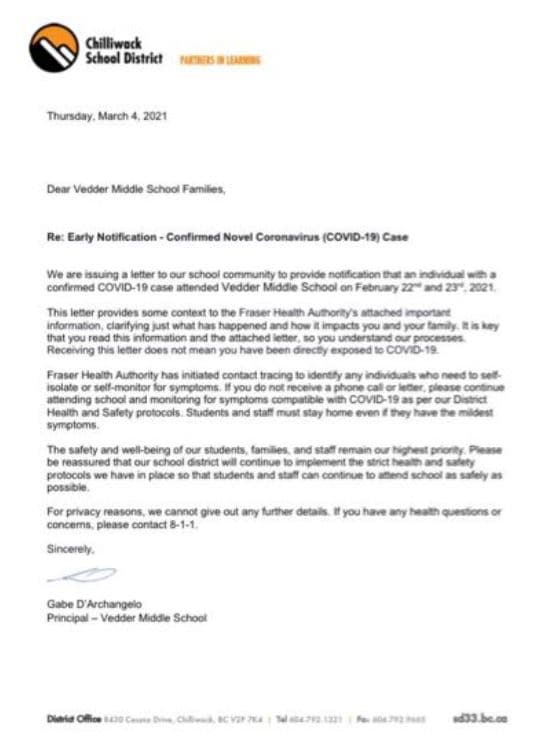 Chilliwack
School District PARTNERS IN LEARNING
Thursday, March 4, 2021
Dear Vedder Middle School Families,
Re: Early Notification - Confirmed Novel Coronavirus (COVID-19) Case
We are issuing a letter to our school community to provide notification that an individual with a
confirmed COVID-19 case attended Vedder Middle School on February 22nd and 23rd, 2021.
This letter provides some context to the Fraser Health Authority's attached important
information, clarifying just what has happened and how it impacts you and your family. It is key
that you read this information and the attached letter, so you understand our processes.
Receiving this letter does not mean you have been directly exposed to COVID-19.
Fraser Health Authority has initiated contact tracing to identify any individuals who need to self-
isolate or self-monitor for symptoms. If you do not receive a phone call or letter, please continue
attending school and monitoring for symptoms compatible with COVID-19 as per our District
Health and Safety protocols. Students and staff must stay home even if they have the mildest
symptoms.
The safety and well-being of our students, families, and staff remain our highest priority. Please
be reassured that our school district will continue to implement the strict health and safety
protocols we have in place so that students and staff can continue to attend school as safely as
possible.
For privacy reasons, we cannot give out any further details. If you have any health questions or
concerns, please contact 8-1-1.
Sincerely,
Gabe D'Archangelo
Principal – Vedder Middle School
District Office 8430 Cessna Drive, Chilliwack, BC V2P 7K4 | Tel 604.792.1321 | Fax 604.792.9665 sd33.bc.ca